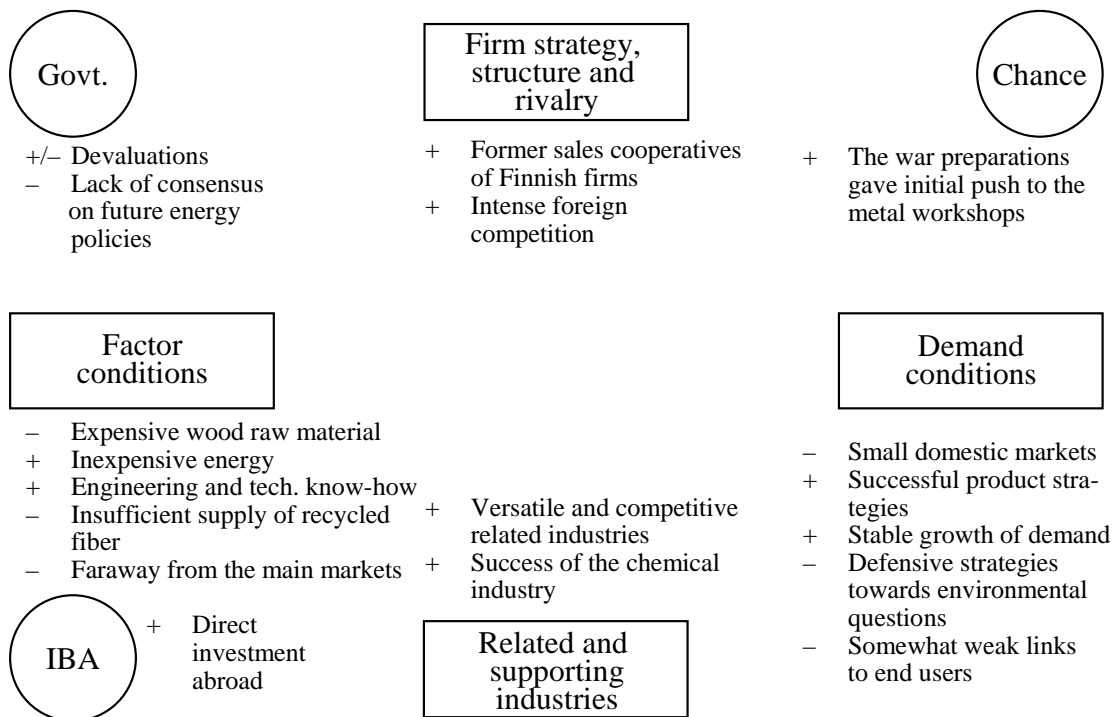 Govt.
+/– Devaluations
– Lack of consensus
on future energy
policies
Firm strategy,
structure and
rivalry
+ Former sales cooperatives
of Finnish firms
+ Intense foreign
competition
Chance
+ The war preparations
gave initial push to the
metal workshops
Factor
conditions
– Expensive wood raw material
+ Inexpensive energy
+ Engineering and tech. know-how
– Insufficient supply of recycled
fiber
– Faraway from the main markets
+ Versatile and competitive
related industries
+ Success of the chemical
industry
Demand
conditions
– Small domestic markets
+ Successful product stra-
tegies
+ Stable growth of demand
– Defensive strategies
towards environmental
questions
– Somewhat weak links
to end users
IBA
+ Direct
investment
abroad
Related and
supporting
industries